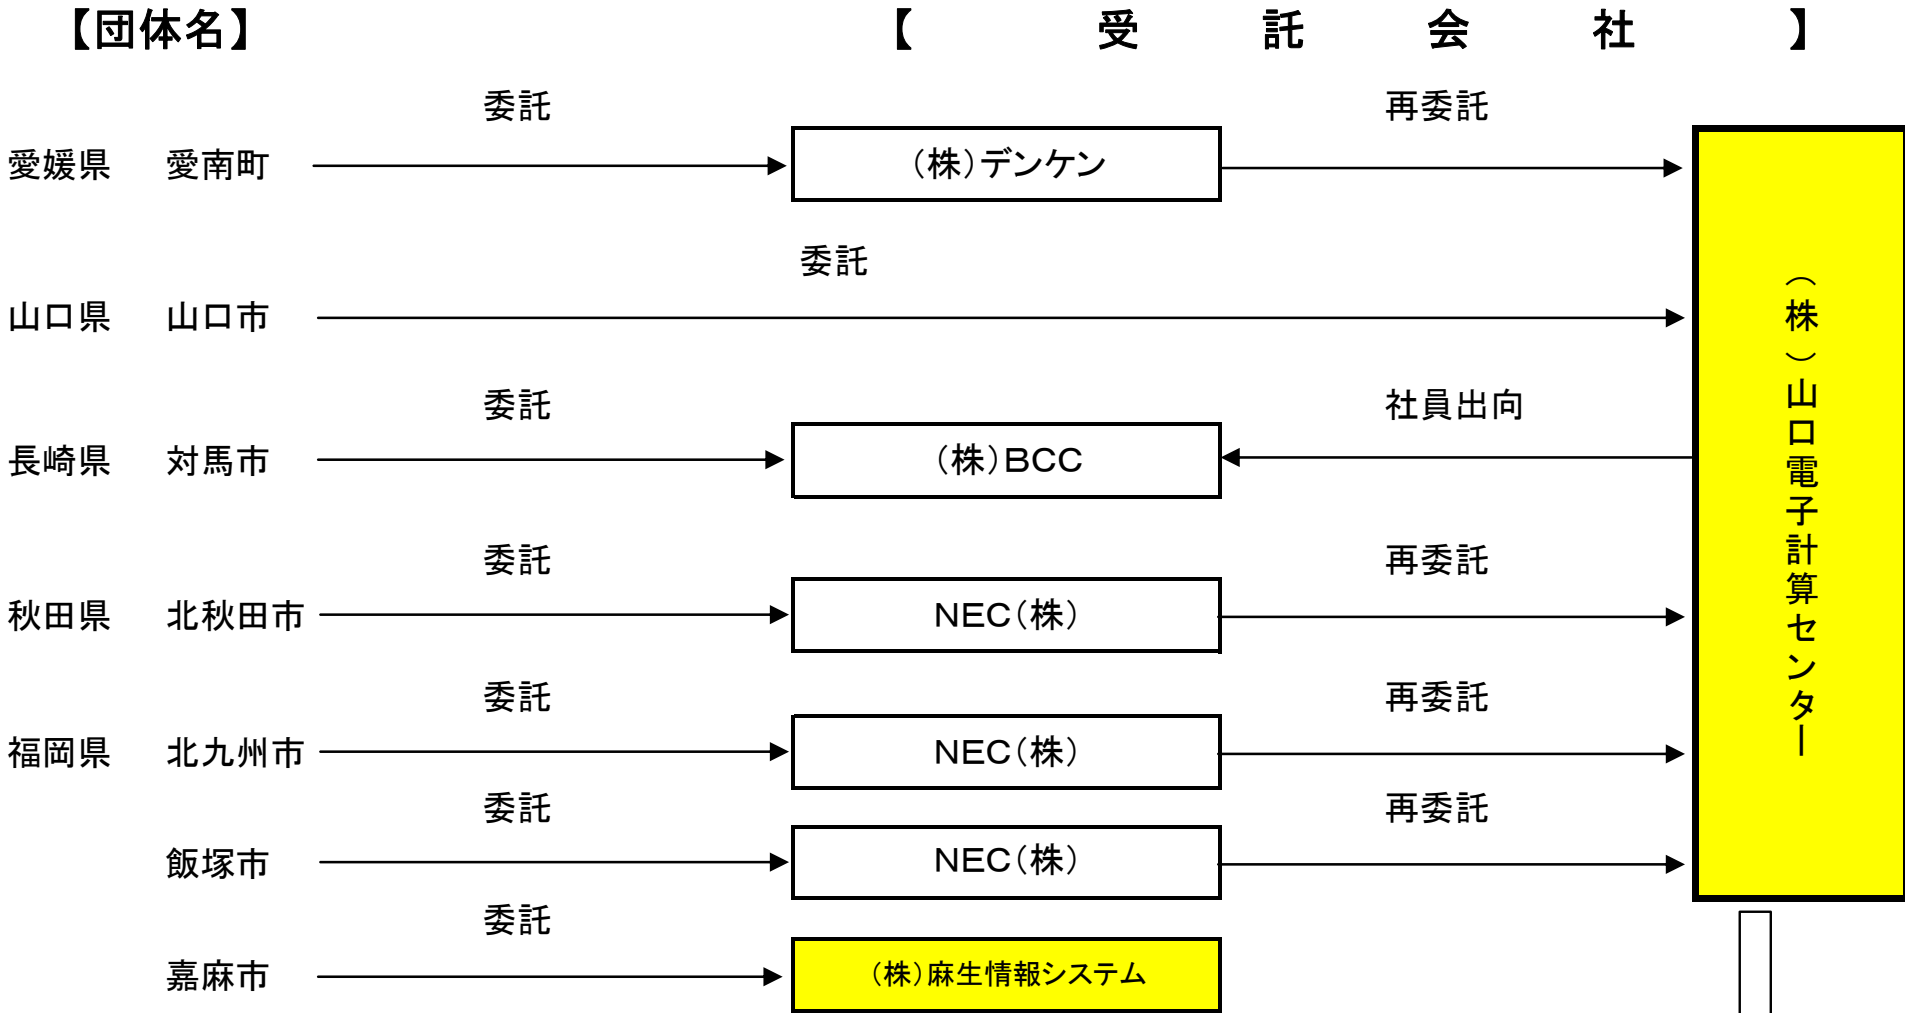 【団体名】 【 受 託 会 社 】
委託 再委託
愛媛県 愛南町 （株）デンケン
委託
山口県 山口市
委託 社員出向
長崎県 対馬市 （株）BCC
委託 再委託
秋田県 北秋田市 NEC（株）
委託 再委託
福岡県 北九州市 NEC（株）
委託 再委託
飯塚市 NEC（株）
委託
嘉麻市 （株）麻生情報システム
（株）山口電子計算センター